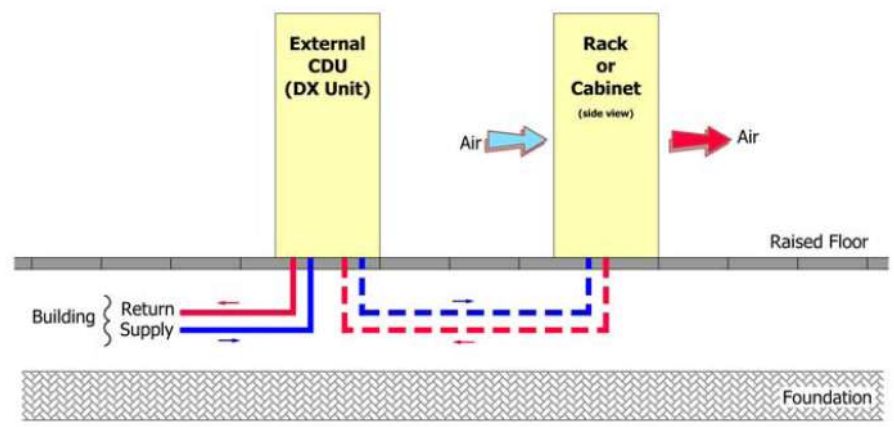 External
CDU
(DX Unit)
Rack
or
Cabinet
(side view)
Air
Air
Raised Floor
Building
Return
Supply
Foundation